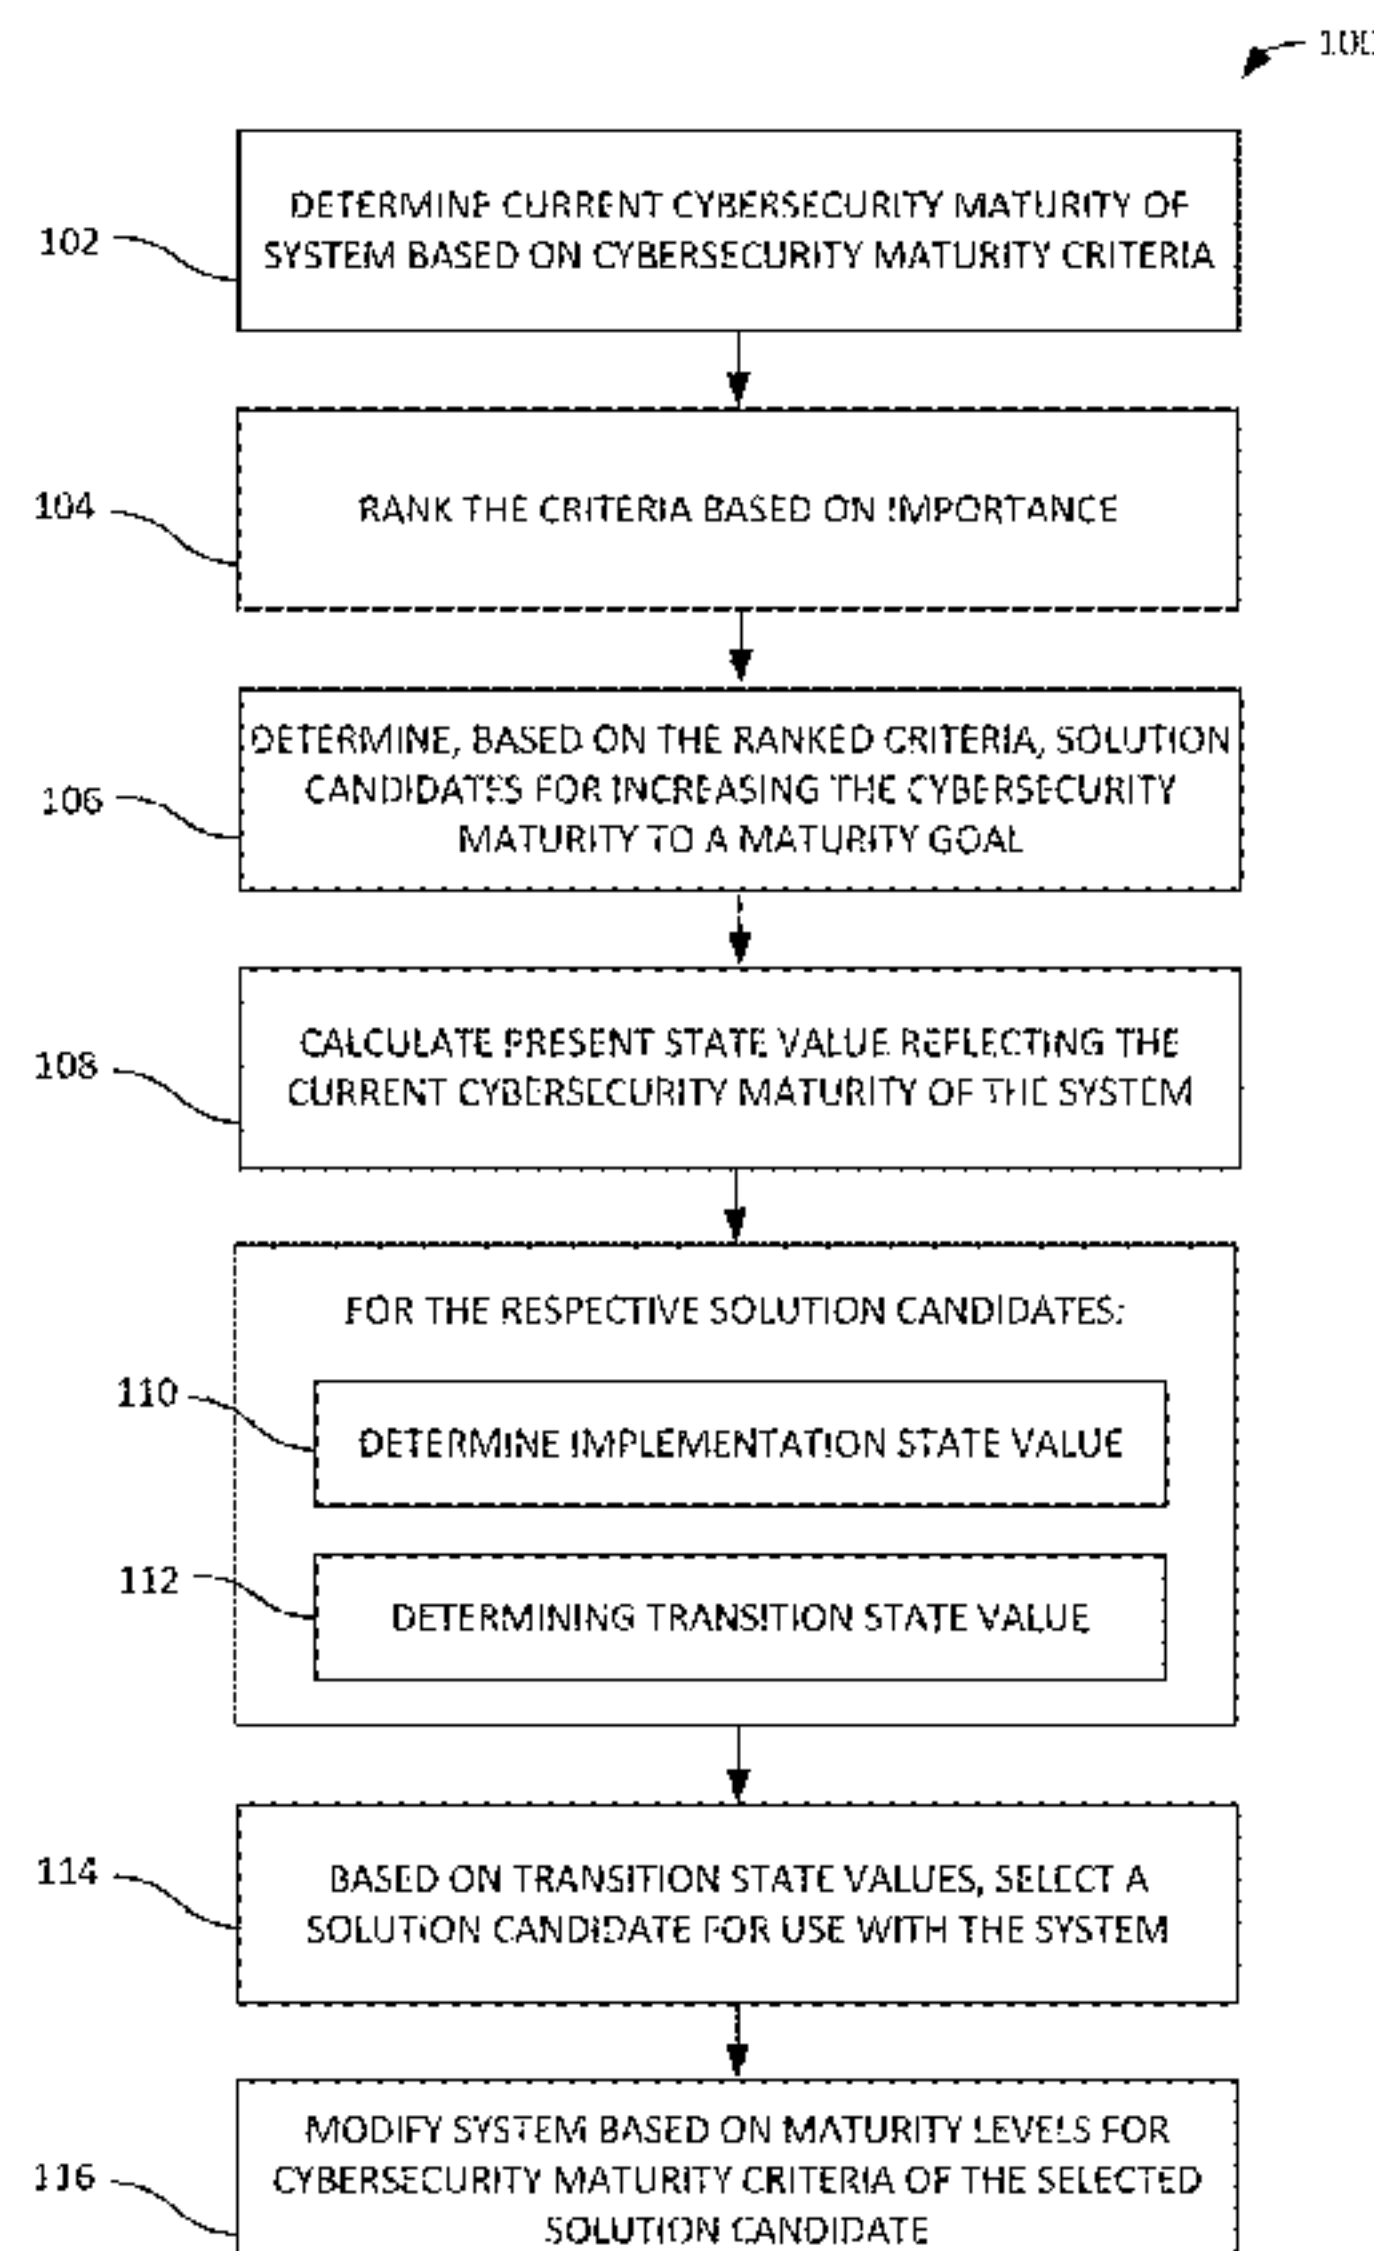 100
DETERMINE CURRENT CYBERSECURITY MATURITY OF
SYSTEM BASED ON CYBERSECURITY MATURITY CRITERIA
102
RANK THE CRITERIA BASED ON IMPORTANCE
104
DETERMINE, BASED ON THE RANKED CRITERIA, SOLUTION
CANDIDATES FOR INCREASING THE CYBERSECURITY
MATURITY TO A MATURITY GOAL
106
CALCULATE PRESENT STATE VALUE REFLECTING THE
CURRENT CYBERSECURITY MATURITY OF THE SYSTEM
108
FOR THE RESPECTIVE SOLUTION CANDIDATES:
110
DETERMINE IMPLEMENTATION STATE VALUE
112
DETERMINING TRANSITION STATE VALUE
114
BASED ON TRANSITION STATE VALUES, SELECT A
SOLUTION CANDIDATE FOR USE WITH THE SYSTEM
MODIFY SYSTEM BASED ON MATURITY LEVELS FOR
CYBERSECURITY MATURITY CRITERIA OF THE SELECTED
SOLUTION CANDIDATE
116